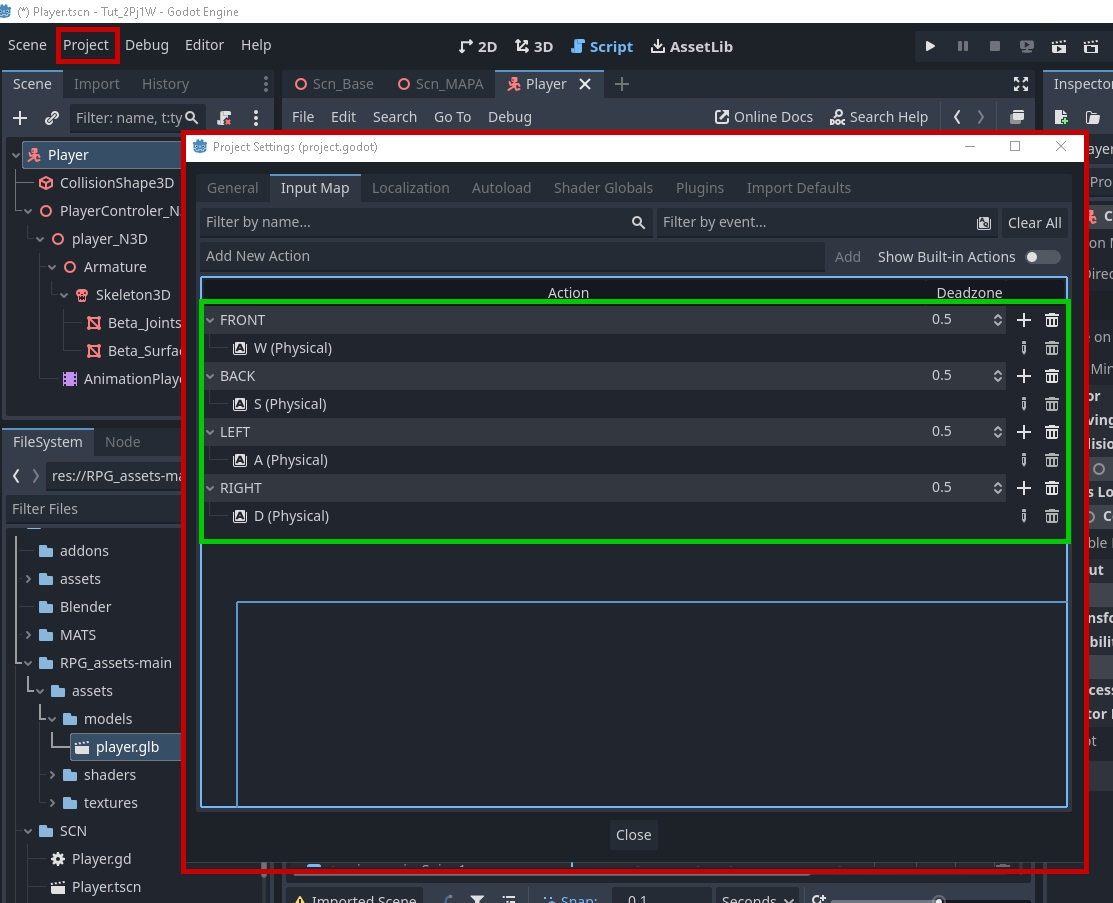 (*) Player.tscn - Tut_2Pj1W - Godot Engine
Scene Project Debug Editor Help 2D 3D Script AssetLib
Scene Import History Scn_Base Scn_MAPA Player Inspector
Filter: name, t:ty File Edit Search Go To Debug Online Docs Search Help
Project Settings (project.godot)
Player
CollisionShape3D
PlayerControler_N
player_N3D
Armature
Skeleton3D
Beta_Joints
Beta_Surfa
AnimationPlaye
General Input Map Localization Autoload Shader Globals Plugins Import Defaults
Filter by name... Filter by event... Clear All
Add New Action Add Show Built-in Actions
Action Deadzone
FRONT 0.5
W (Physical)
BACK 0.5
S (Physical)
LEFT 0.5
A (Physical)
RIGHT 0.5
D (Physical)
Close
FileSystem Node
res://RPG_assets-ma
Filter Files
addons
assets
Blender
MATS
RPG_assets-main
assets
models
player.glb
shaders
textures
SCN
Player.gd
Player.tscn
Imported Scene Snap: 0.1 Seconds